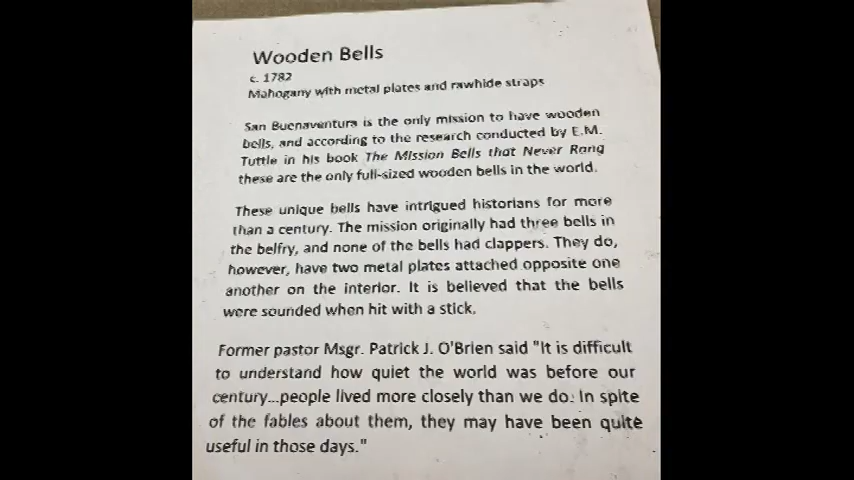 Wooden Bells
c. 1782
Mahogany with metal plates and rawhide straps
San Buenaventura is the only mission to have wooden
bells, and according to the research conducted by E.M.
Tuttle in his book The Mission Bells that Never Rang
these are the only full-sized wooden bells in the world.
These unique bells have intrigued historians for more
than a century. The mission originally had three bells in
the belfry, and none of the bells had clappers. They do,
however, have two metal plates attached opposite one
another on the interior. It is believed that the bells
were sounded when hit with a stick.
Former pastor Msgr. Patrick J. O'Brien said "It is difficult
to understand how quiet the world was before our
century...people lived more closely than we do. In spite
of the fables about them, they may have been quite
useful in those days."